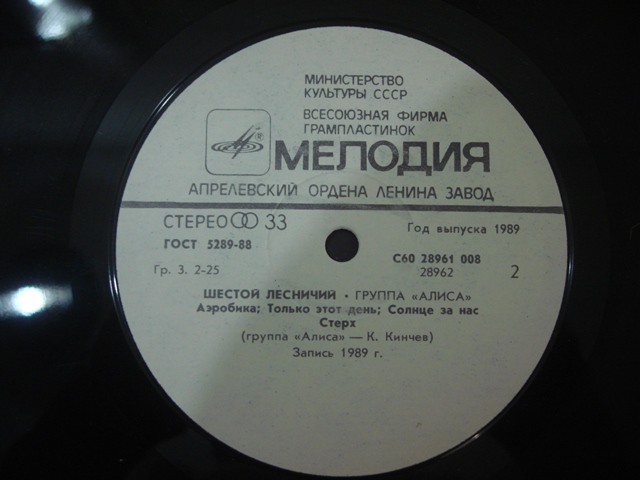 МИНИСТЕРСТВО
КУЛЬТУРЫ СССР
ВСЕСОЮЗНАЯ ФИРМА
ГРАМПЛАСТИНОК
МЕЛОДИЯ
АПРЕЛЕВСКИЙ ОРДЕНА ЛЕНИНА ЗАВОД
СТЕРЕО 33
Год выпуска 1989
ГОСТ 5289-88
С60 28961 008
Гр. 3. 2-25
28962
2
ШЕСТОЙ ЛЕСНИЧИЙ • ГРУППА «АЛИСА»
Аэробика; Только этот день; Солнце за нас
Стерх
(группа «Алиса» — К. Кинчев)
Запись 1989 г.